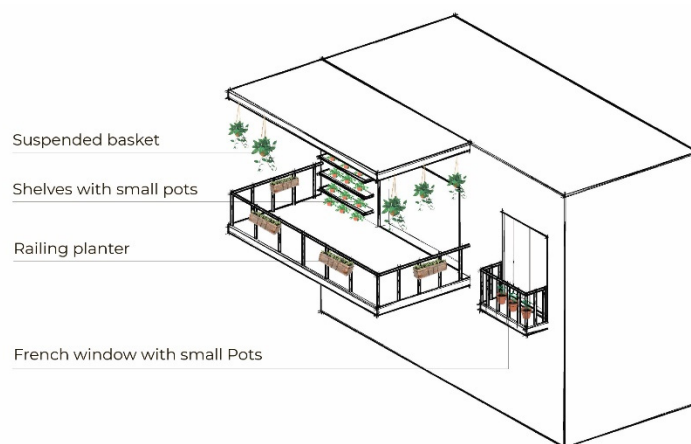 Suspended basket
Shelves with small pots
Railing planter
French window with small Pots